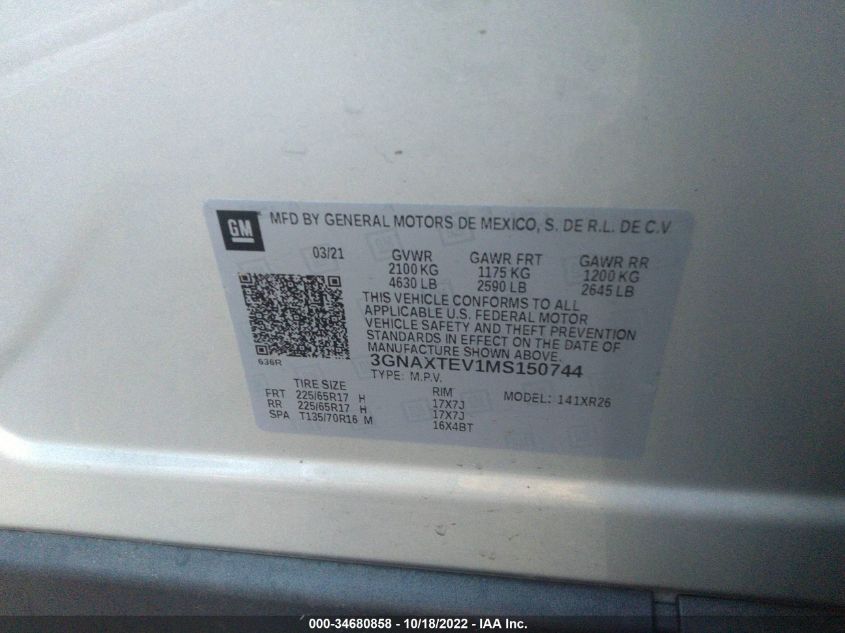 GM
MFD BY GENERAL MOTORS DE MEXICO, S. DE R.L. DE C.V
03/21 GVWR GAWR FRT GAWR RR
2100 KG 1175 KG 1200 KG
4630 LB 2590 LB 2645 LB
THIS VEHICLE CONFORMS TO ALL
APPLICABLE U.S. FEDERAL MOTOR
VEHICLE SAFETY AND THEFT PREVENTION
STANDARDS IN EFFECT ON THE DATE OF
MANUFACTURE SHOWN ABOVE.
636R
3GNAXTEV1MS150744
TYPE: M.P.V.
TIRE SIZE RIM MODEL: 141XR26
FRT 225/65R17 H 17X7J
RR 225/65R17 H 17X7J
SPA T135/70R16 M 16X4BT
000-34680858 - 10/18/2022 - IAA Inc.